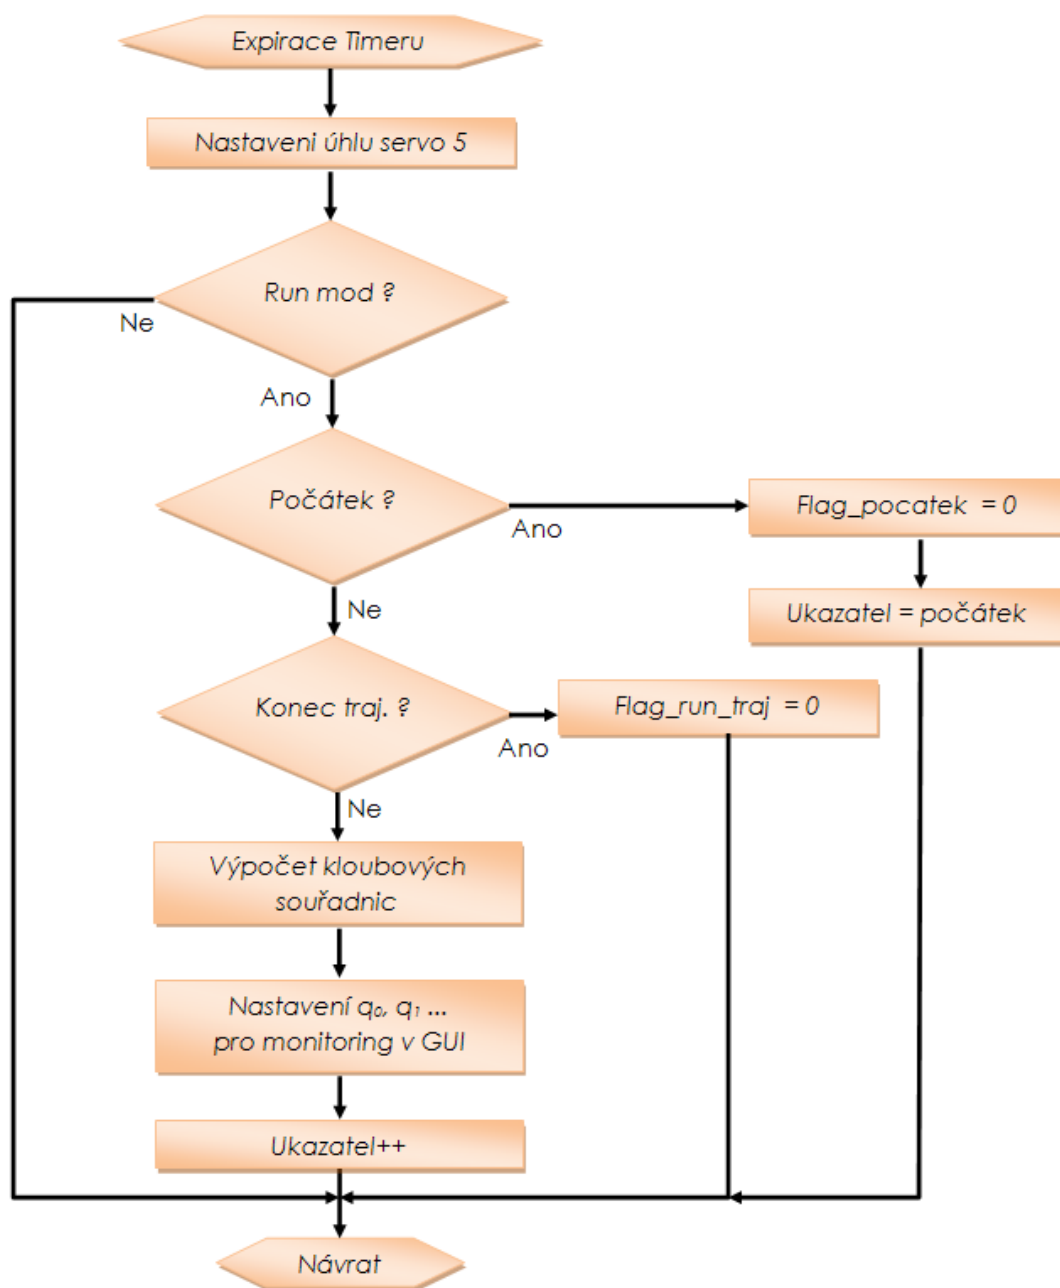 Expirace Timeru
Nastaveni úhlu servo 5
Run mod ?
Ne
Ano
Počátek ?
Ano
Flag_pocatek = 0
Ukazatel = počátek
Ne
Konec traj. ?
Ano
Flag_run_traj = 0
Ne
Výpočet kloubových
souřadnic
Nastavení q₀, q₁ ...
pro monitoring v GUI
Ukazatel++
Návrat